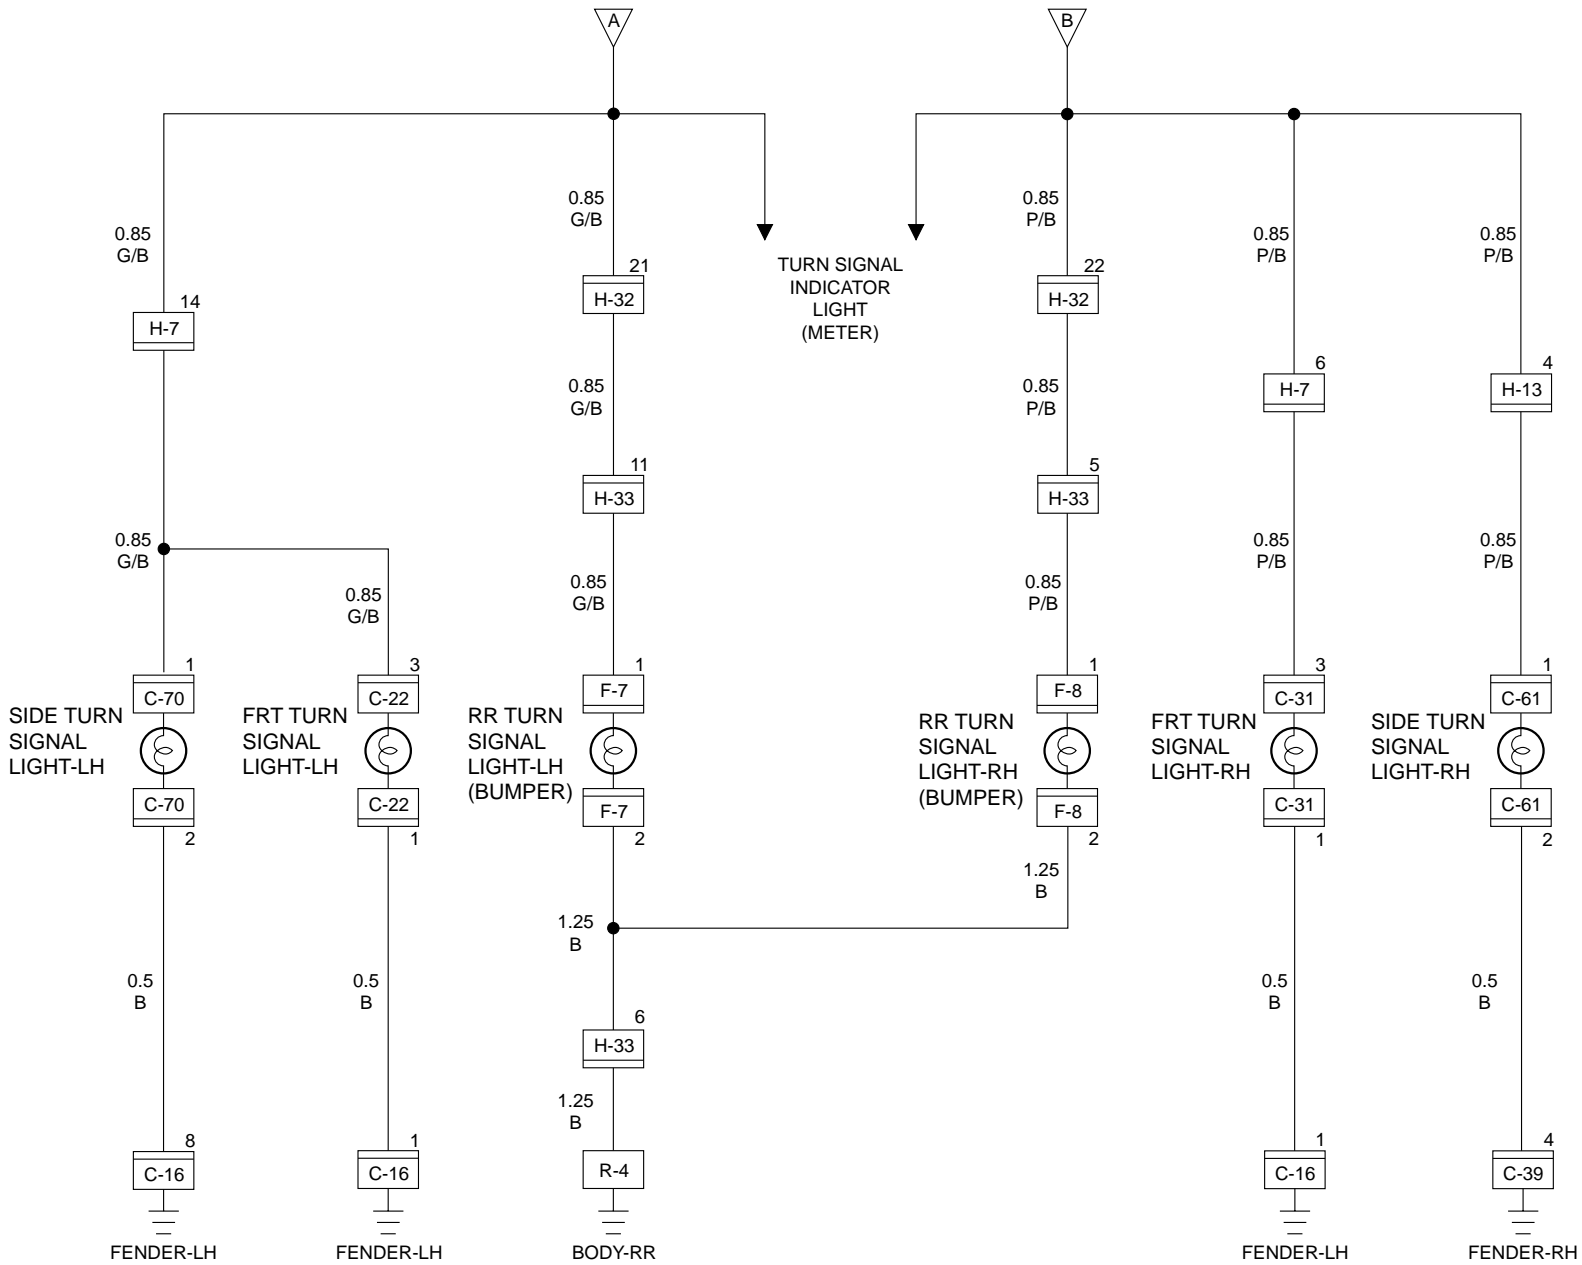 A
B
0.85
G/B
0.85
G/B
0.85
P/B
0.85
P/B
0.85
P/B
TURN SIGNAL
INDICATOR
LIGHT
(METER)
14
H-7
21
H-32
22
H-32
6
H-7
4
H-13
0.85
G/B
0.85
P/B
11
H-33
5
H-33
0.85
G/B
0.85
G/B
0.85
G/B
0.85
P/B
0.85
P/B
0.85
P/B
SIDE TURN
SIGNAL
LIGHT-LH
1
C-70
C-70
2
FRT TURN
SIGNAL
LIGHT-LH
3
C-22
C-22
1
RR TURN
SIGNAL
LIGHT-LH
(BUMPER)
1
F-7
F-7
2
RR TURN
SIGNAL
LIGHT-RH
(BUMPER)
1
F-8
F-8
2
FRT TURN
SIGNAL
LIGHT-RH
3
C-31
C-31
1
SIDE TURN
SIGNAL
LIGHT-RH
1
C-61
C-61
2
1.25
B
1.25
B
0.5
B
0.5
B
0.5
B
0.5
B
6
H-33
1.25
B
8
C-16
FENDER-LH
1
C-16
FENDER-LH
R-4
BODY-RR
1
C-16
FENDER-LH
4
C-39
FENDER-RH